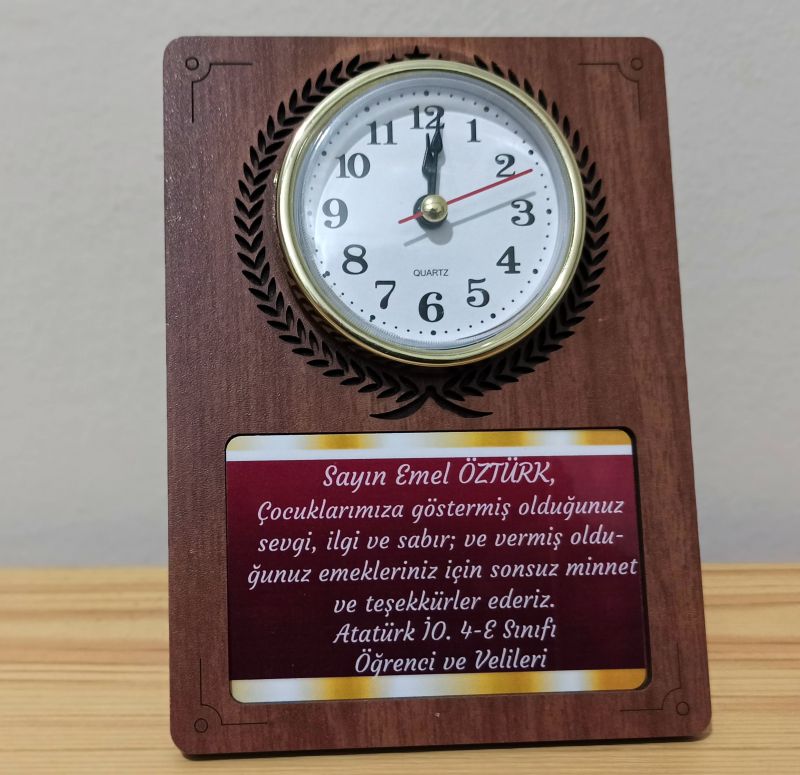 12
1
2
3
4
5
6
7
8
9
10
11
QUARTZ
Sayın Emel ÖZTÜRK,
Çocuklarımıza göstermiş olduğunuz
sevgi, ilgi ve sabır; ve vermiş oldu-
ğunuz emekleriniz için sonsuz minnet
ve teşekkürler ederiz.
Atatürk İO. 4-E Sınıfı
Öğrenci ve Velileri